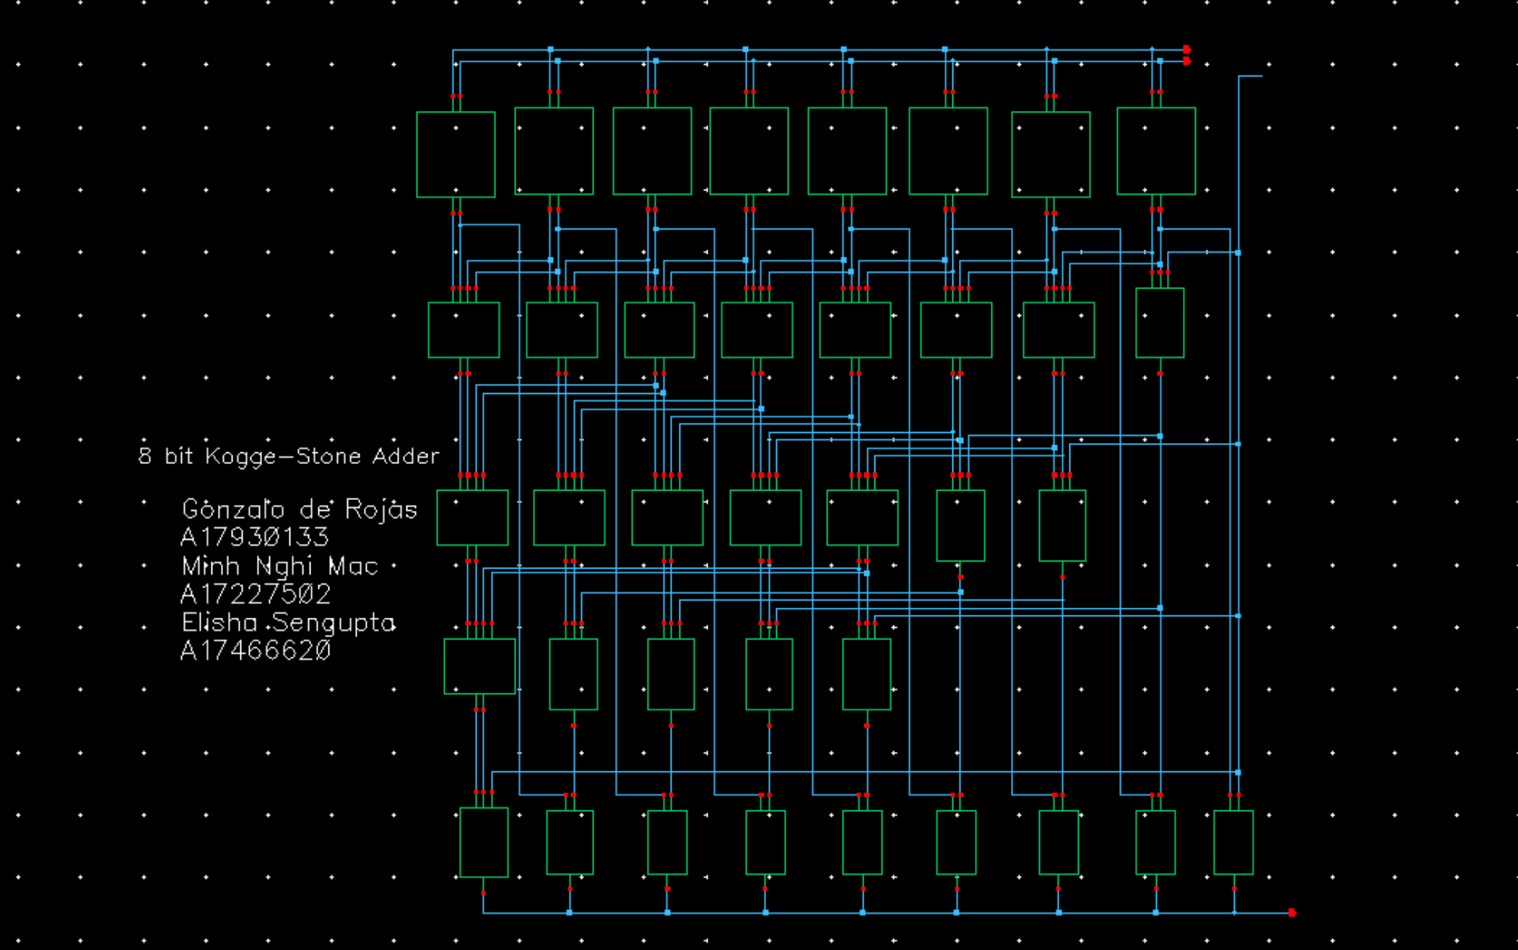 8 bit Kogge-Stone Adder
Gonzalo de Rojas
A17930133
Minh Nghi Mac
A17227502
Elisha Sengupta
A17466620